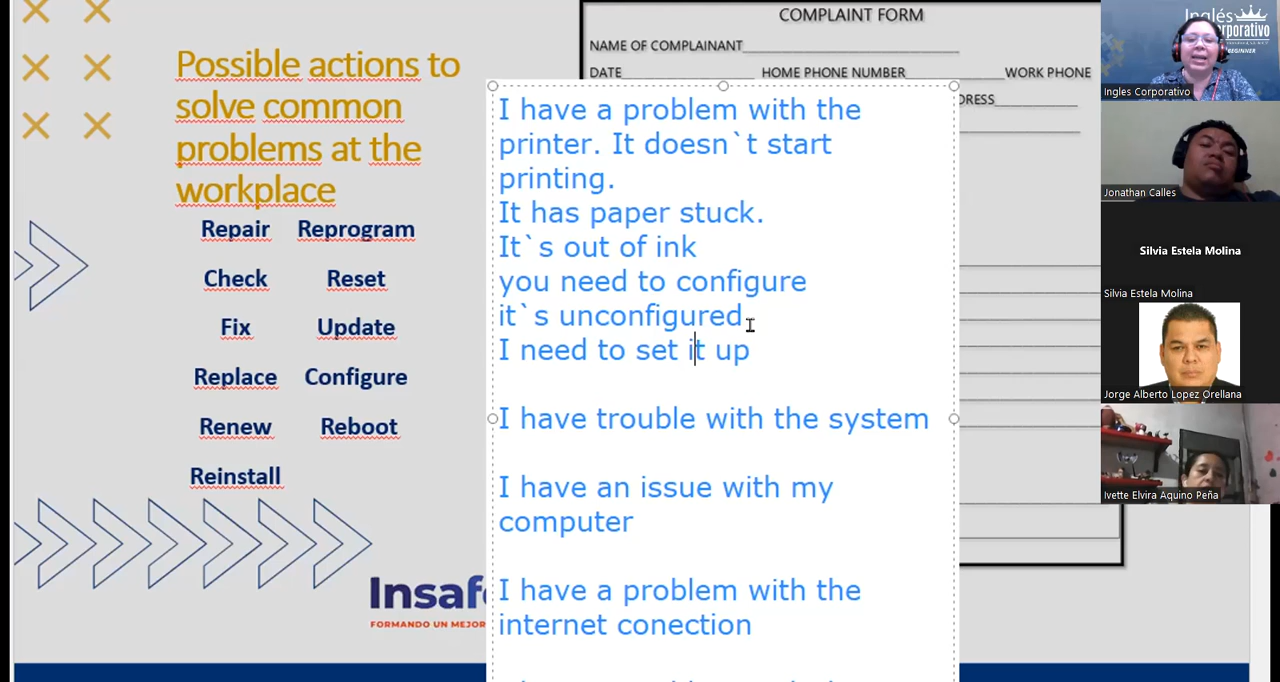 Possible actions to
solve common
problems at the
workplace
Repair Reprogram
Check Reset
Fix Update
Replace Configure
Renew Reboot
Reinstall
Insafo
FORMANDO UN MEJOR
COMPLAINT FORM
NAME OF COMPLAINANT
DATE HOME PHONE NUMBER WORK PHONE
I have a problem with the
printer. It doesn`t start
printing.
It has paper stuck.
It`s out of ink
you need to configure
it`s unconfigured
I need to set it up
I have trouble with the system
I have an issue with my
computer
I have a problem with the
internet conection
Inglés
Corporativo
BEGINNER
Ingles Corporativo
Jonathan Calles
Silvia Estela Molina
Silvia Estela Molina
Jorge Alberto Lopez Orellana
Ivette Elvira Aquino Peña